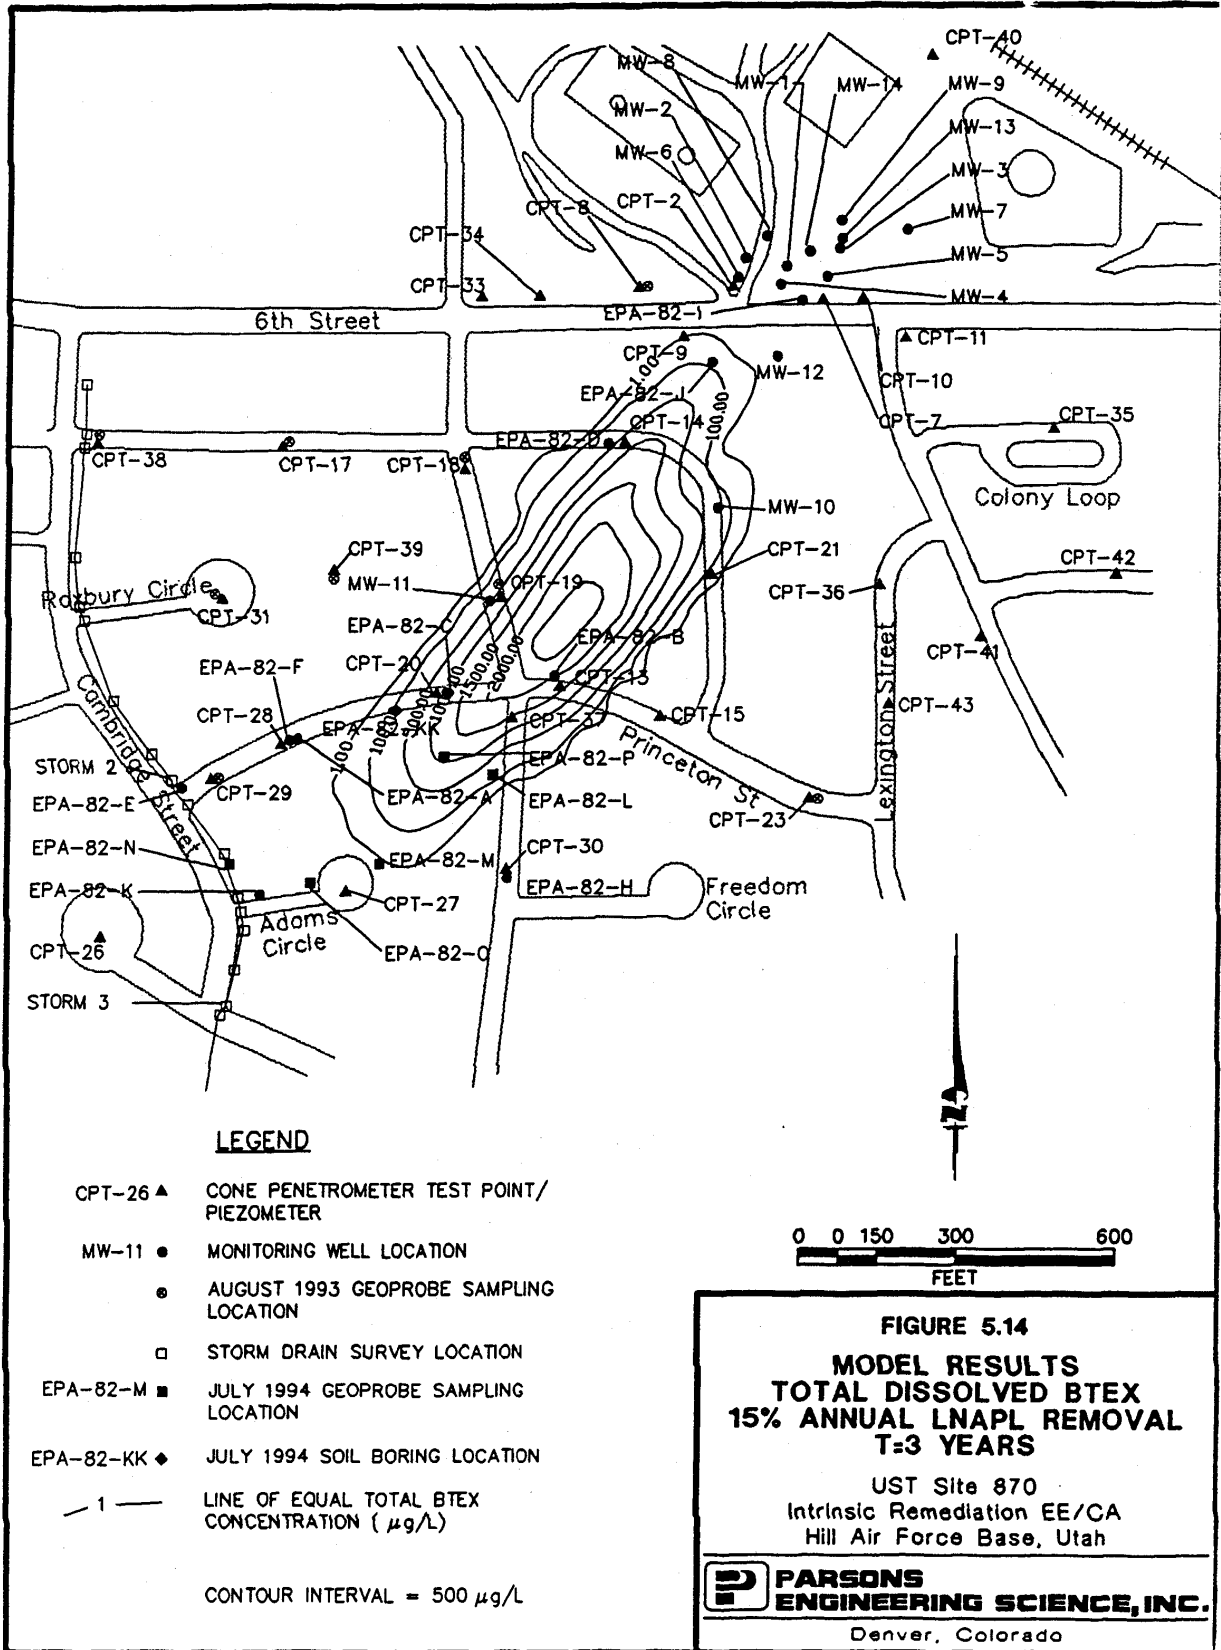 CPT-40
MW-8
MW-1
MW-14
MW-9
MW-2
MW-13
MW-6
MW-3
CPT-8
CPT-2
MW-7
CPT-34
MW-5
CPT-33
MW-4
EPA-82-I
6th Street
CPT-9
CPT-11
MW-12
1.00
EPA-82-J
CPT-10
100.00
CPT-14
CPT-7
CPT-35
EPA-82-D
CPT-38
CPT-17
CPT-18
Colony Loop
MW-10
CPT-39
CPT-21
CPT-42
MW-11
CPT-19
CPT-36
Roxbury Circle
CPT-31
EPA-82-C
EPA-82-B
CPT-41
EPA-82-F
CPT-20
1500.00
2000.00
CPT-13
Lexington Street
CPT-43
CPT-28
EPA-82-KK
CPT-37
CPT-15
Cambridge Street
1.00
Princeton St
STORM 2
EPA-82-P
CPT-29
EPA-82-E
EPA-82-A
EPA-82-L
CPT-23
EPA-82-N
EPA-82-M
CPT-30
EPA-82-K
CPT-27
EPA-82-H
Freedom
Circle
Adams
Circle
CPT-26
EPA-82-O
STORM 3
N
LEGEND
CPT-26 CONE PENETROMETER TEST POINT/
PIEZOMETER
MW-11 MONITORING WELL LOCATION
AUGUST 1993 GEOPROBE SAMPLING
LOCATION
STORM DRAIN SURVEY LOCATION
EPA-82-M JULY 1994 GEOPROBE SAMPLING
LOCATION
EPA-82-KK JULY 1994 SOIL BORING LOCATION
1 LINE OF EQUAL TOTAL BTEX
CONCENTRATION ( µg/L)
CONTOUR INTERVAL = 500 µg/L
0 0 150 300 600
FEET
FIGURE 5.14
MODEL RESULTS
TOTAL DISSOLVED BTEX
15% ANNUAL LNAPL REMOVAL
T=3 YEARS
UST Site 870
Intrinsic Remediation EE/CA
Hill Air Force Base, Utah
PARSONS
ENGINEERING SCIENCE, INC.
Denver, Colorado